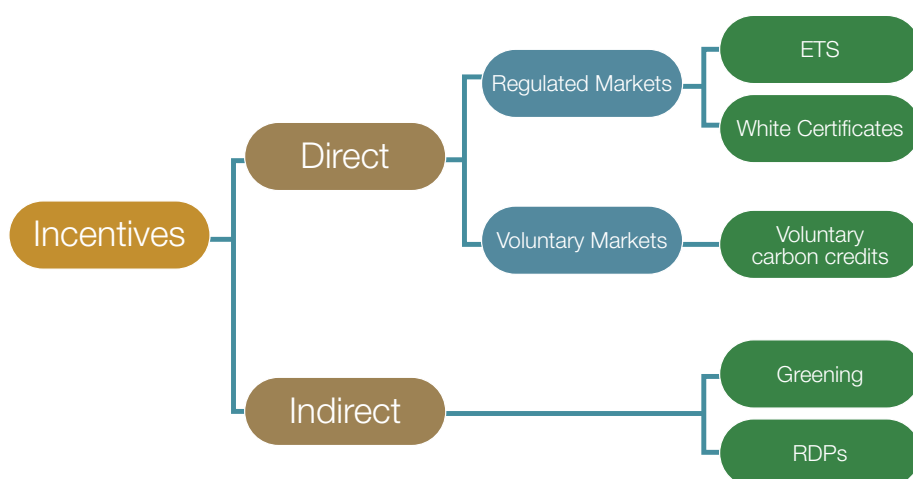 ETS
Regulated Markets
White Certificates
Direct
Incentives
Voluntary Markets
Voluntary
carbon credits
Greening
Indirect
RDPs